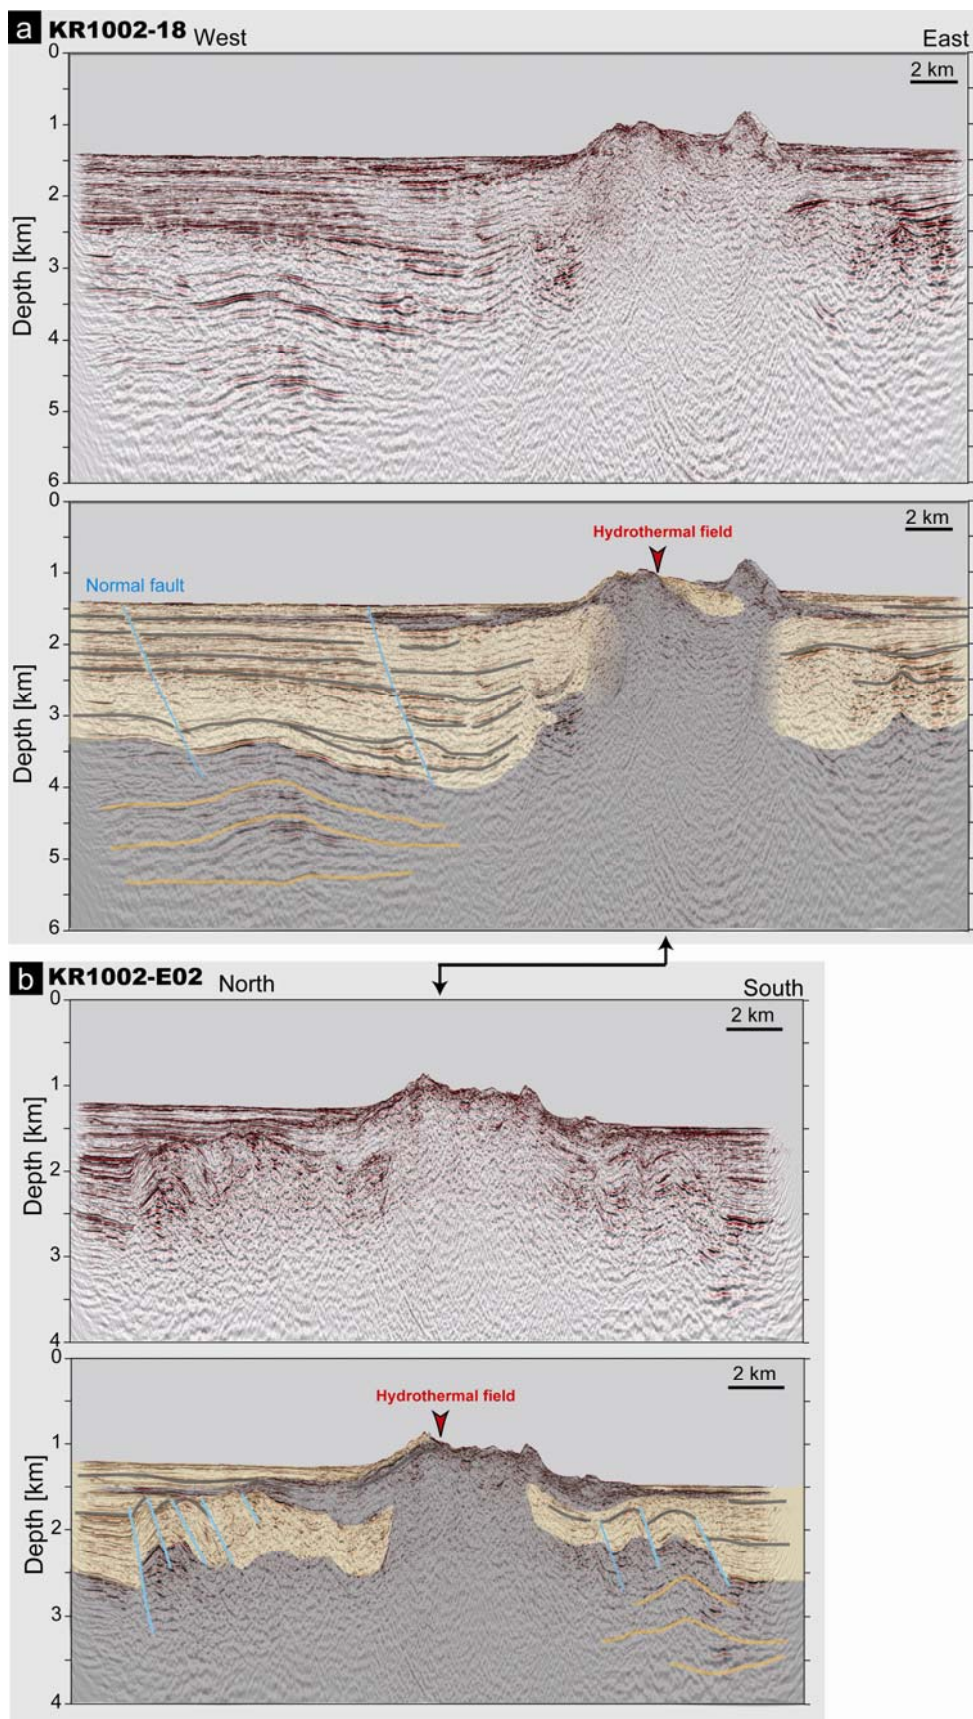 a KR1002-18 West East
0
2 km
1
2
3
4
5
6
Depth [km]
0
2 km
Hydrothermal field
1
Normal fault
2
3
4
5
6
Depth [km]
b KR1002-E02 North South
0
2 km
1
2
3
4
Depth [km]
0
2 km
Hydrothermal field
1
2
3
4
Depth [km]